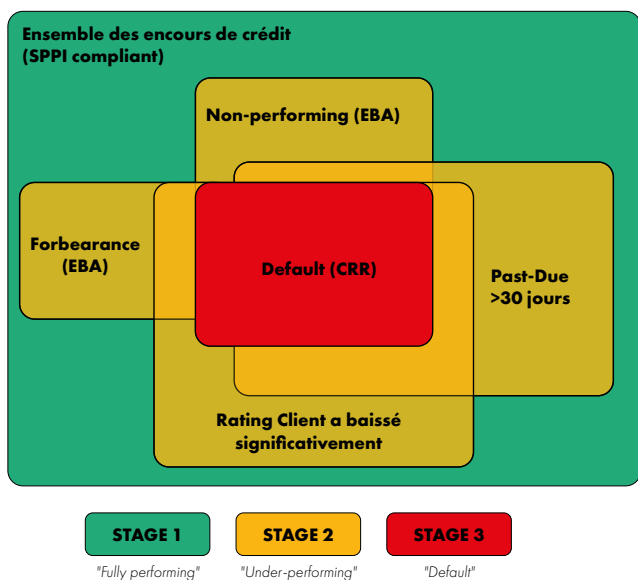 Ensemble des encours de crédit
(SPPI compliant)
Non-performing (EBA)
Forbearance
(EBA)
Default (CRR)
Past-Due
>30 jours
Rating Client a baissé
significativement
STAGE 1
STAGE 2
STAGE 3
"Fully performing"
"Under-performing"
"Default"